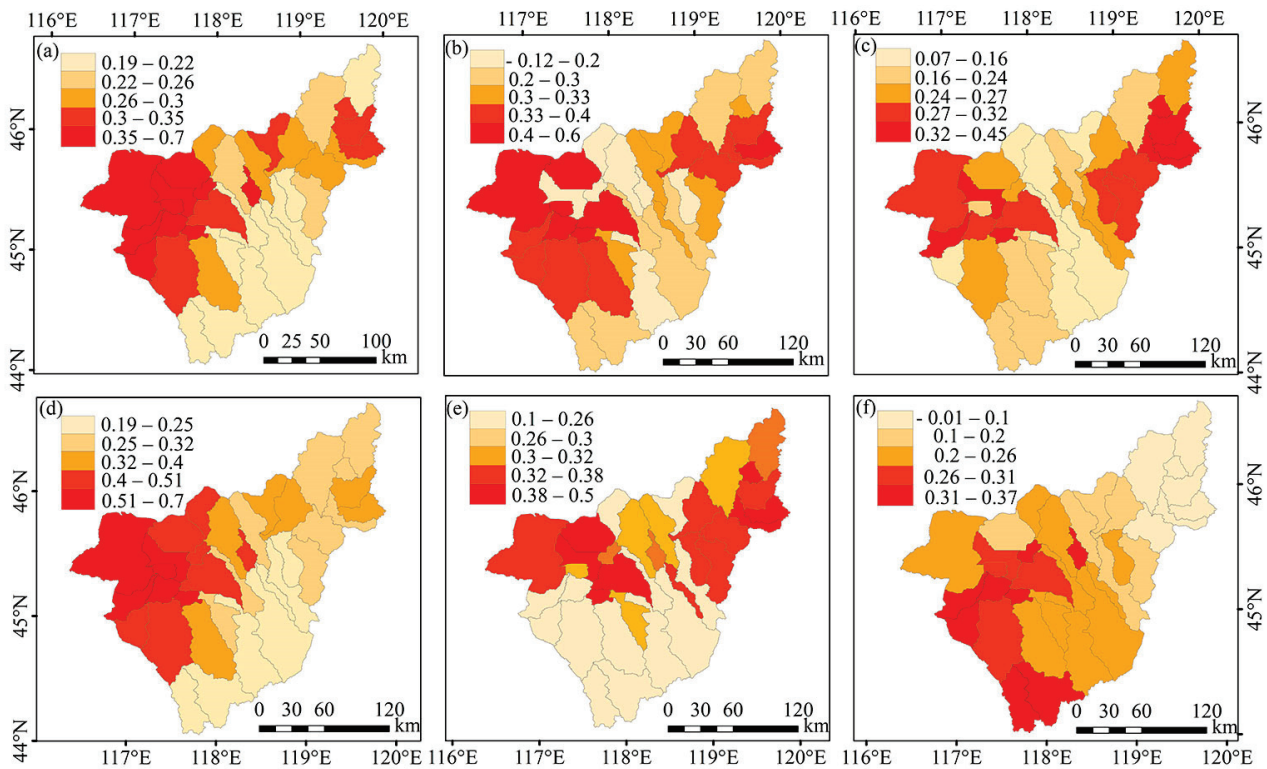 116°E 117°E 118°E 119°E 120°E
117°E 118°E 119°E 120°E
116°E 117°E 118°E 119°E 120°E
(a)
0.19 – 0.22
0.22 – 0.26
0.26 – 0.3
0.3 – 0.35
0.35 – 0.7
46°N
45°N
44°N
0 25 50 100
km
(b)
- 0.12 – 0.2
0.2 – 0.3
0.3 – 0.33
0.33 – 0.4
0.4 – 0.6
0 30 60 120
km
(c)
0.07 – 0.16
0.16 – 0.24
0.24 – 0.27
0.27 – 0.32
0.32 – 0.45
46°N
45°N
44°N
0 30 60 120
km
(d)
0.19 – 0.25
0.25 – 0.32
0.32 – 0.4
0.4 – 0.51
0.51 – 0.7
46°N
45°N
44°N
0 30 60 120
km
(e)
0.1 – 0.26
0.26 – 0.3
0.3 – 0.32
0.32 – 0.38
0.38 – 0.5
0 30 60 120
km
(f)
- 0.01 – 0.1
0.1 – 0.2
0.2 – 0.26
0.26 – 0.31
0.31 – 0.37
46°N
45°N
44°N
0 30 60 120
km
117°E 118°E 119°E 120°E
116°E 117°E 118°E 119°E 120°E
116°E 117°E 118°E 119°E 120°E